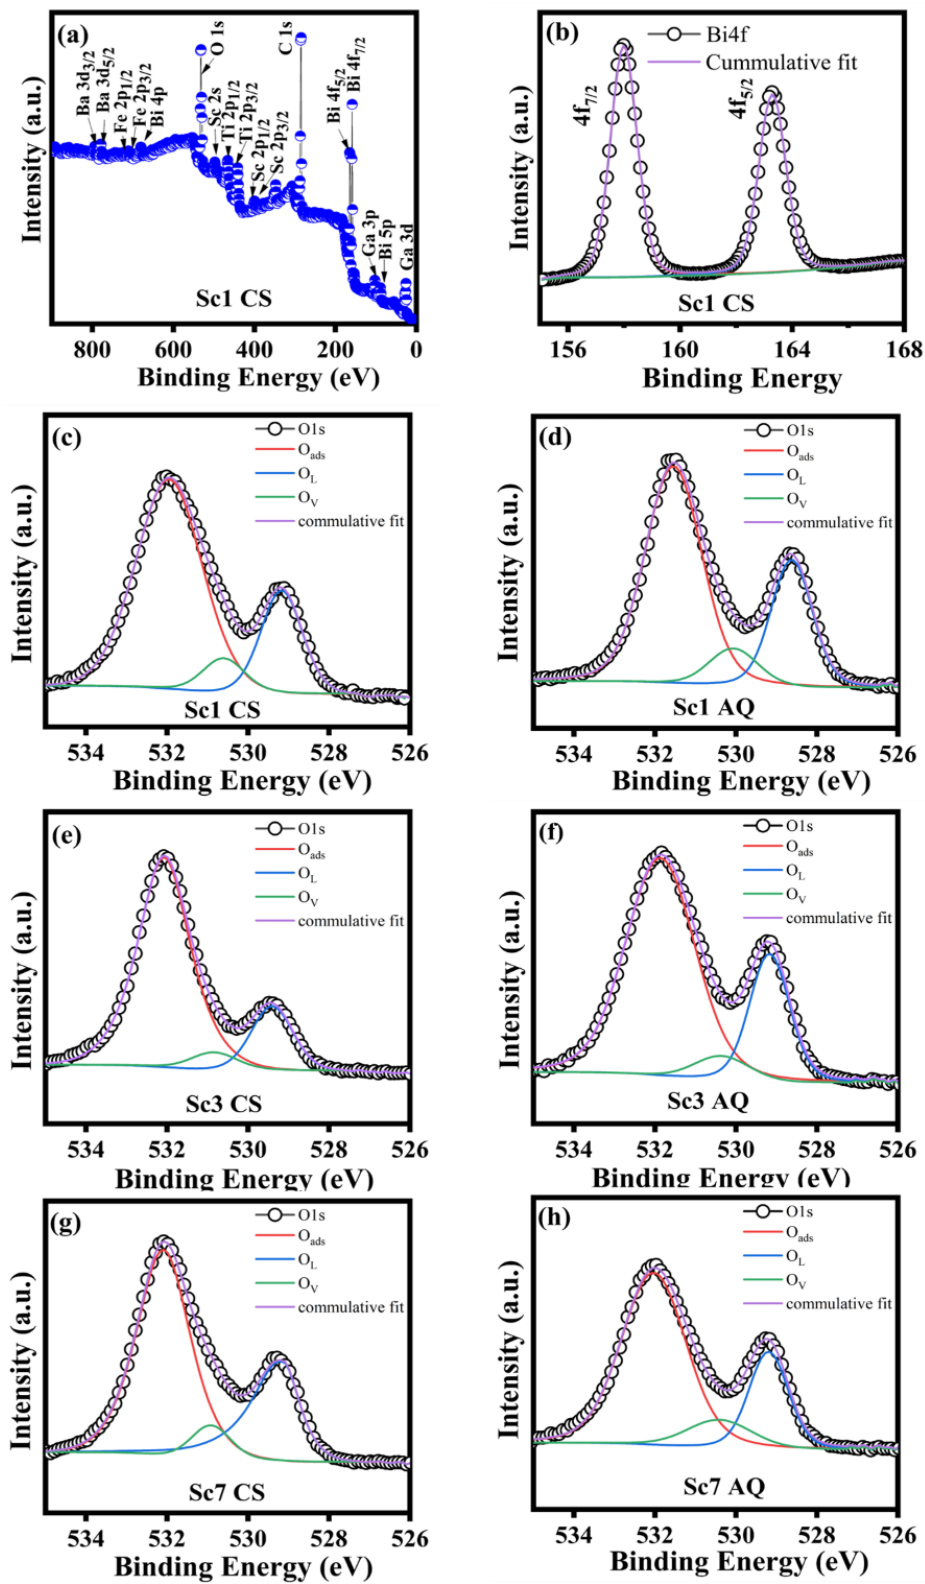 (a)
O 1s
C 1s
Ba 3d3/2
Ba 3d5/2
Fe 2p1/2
Fe 2p3/2
Bi 4p
Sc 2s
Ti 2p1/2
Ti 2p3/2
Sc 2p1/2
Sc 2p3/2
Bi 4f5/2
Bi 4f7/2
Ga 3p
Bi 5p
Ga 3d
Sc1 CS
Intensity (a.u.)
800 600 400 200 0
Binding Energy (eV)
(b)
Bi4f
Cummulative fit
4f7/2
4f5/2
Sc1 CS
Intensity (a.u.)
156 160 164 168
Binding Energy
(c)
O1s
Oads
OL
OV
commulative fit
Sc1 CS
Intensity (a.u.)
534 532 530 528 526
Binding Energy (eV)
(d)
O1s
Oads
OL
OV
commulative fit
Sc1 AQ
Intensity (a.u.)
534 532 530 528 526
Binding Energy (eV)
(e)
O1s
Oads
OL
OV
commulative fit
Sc3 CS
Intensity (a.u.)
534 532 530 528 526
Binding Energy (eV)
(f)
O1s
Oads
OL
OV
commulative fit
Sc3 AQ
Intensity (a.u.)
534 532 530 528 526
Binding Energy (eV)
(g)
O1s
Oads
OL
OV
commulative fit
Sc7 CS
Intensity (a.u.)
534 532 530 528 526
Binding Energy (eV)
(h)
O1s
Oads
OL
OV
commulative fit
Sc7 AQ
Intensity (a.u.)
534 532 530 528 526
Binding Energy (eV)